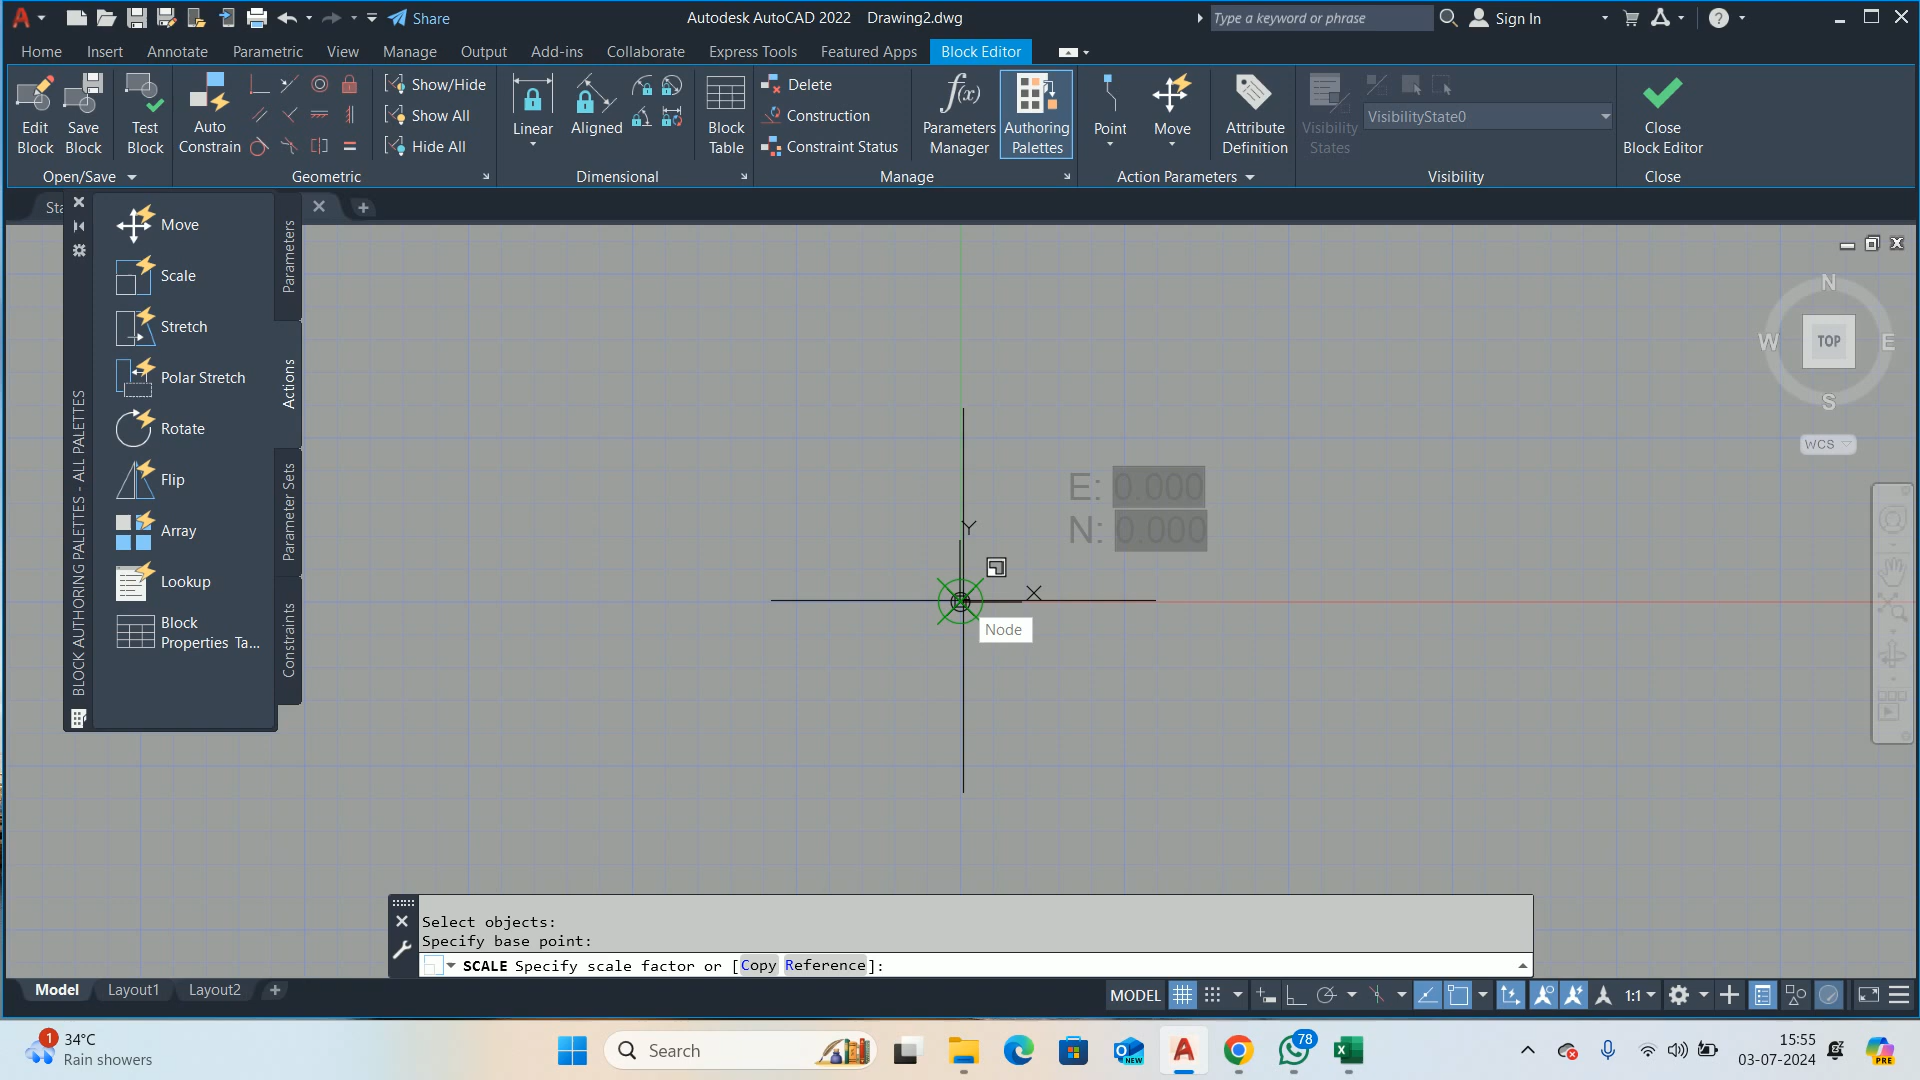 Share
Autodesk AutoCAD 2022 Drawing2.dwg
Type a keyword or phrase
Sign In
Home Insert Annotate Parametric View Manage Output Add-ins Collaborate Express Tools Featured Apps Block Editor
Edit Block
Save Block
Test Block
Auto Constrain
Show/Hide
Show All
Hide All
Linear
Aligned
Block Table
Delete
Construction
Constraint Status
f(x)
Parameters Manager
Authoring Palettes
Point
Move
Attribute Definition
Visibility States
VisibilityState0
Close Block Editor
Open/Save
Geometric
Dimensional
Manage
Action Parameters
Visibility
Close
Sta
Move
Scale
Stretch
Polar Stretch
Rotate
Flip
Array
Lookup
Block
Properties Ta...
Parameters
Actions
Parameter Sets
Constraints
BLOCK AUTHORING PALETTES - ALL PALETTES
N
W
TOP
E
S
WCS
E: 0.000
N: 0.000
Y
X
Node
Select objects:
Specify base point:
SCALE Specify scale factor or [Copy Reference]:
Model Layout1 Layout2
MODEL
1:1
1
34°C
Rain showers
Search
NEW
78
15:55
03-07-2024
PRE